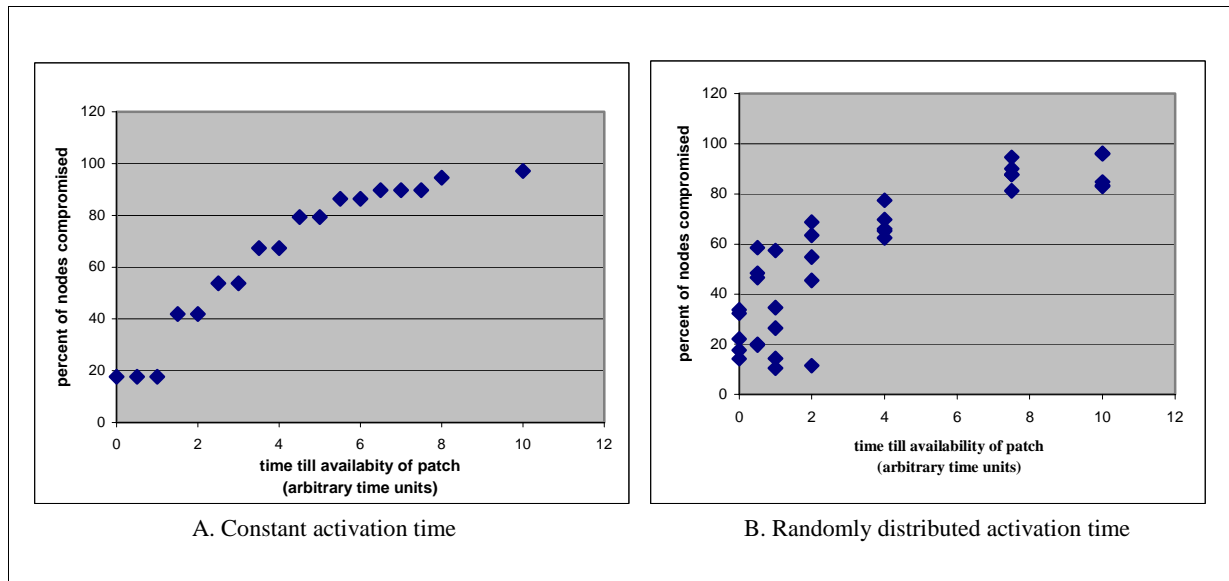 120
100
80
60
40
20
0
percent of nodes compromised
0 2 4 6 8 10 12
time till availabity of patch
(arbitrary time units)
A. Constant activation time
120
100
80
60
40
20
0
percent of nodes compromised
0 2 4 6 8 10 12
time till availability of patch
(arbitrary time units)
B. Randomly distributed activation time